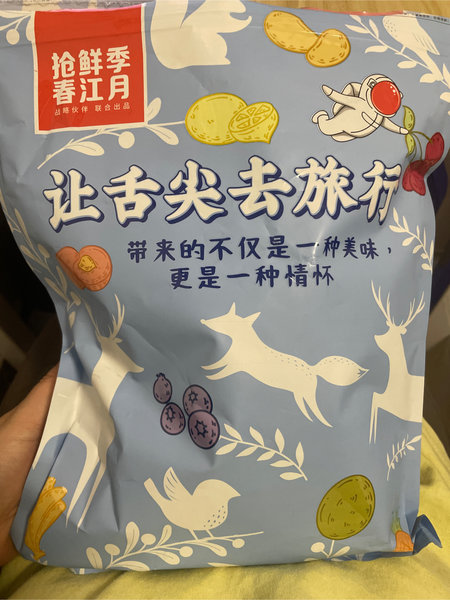 抢鲜季
春江月
战略伙伴 联合出品
让舌尖去旅行
带来的不仅是一种美味，
更是一种情怀